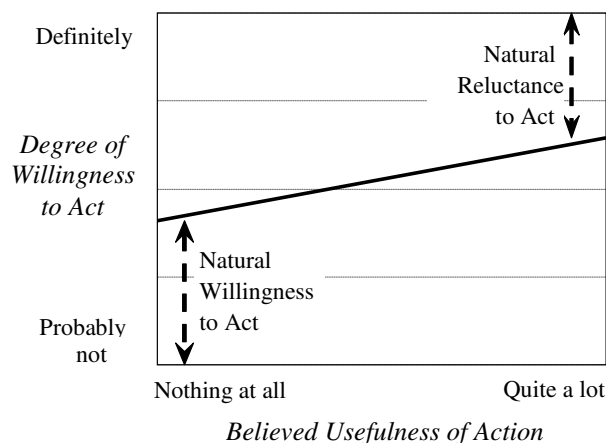 Definitely
Natural
Reluctance
to Act
Degree of
Willingness
to Act
Natural
Willingness
to Act
Probably
not
Nothing at all
Quite a lot
Believed Usefulness of Action